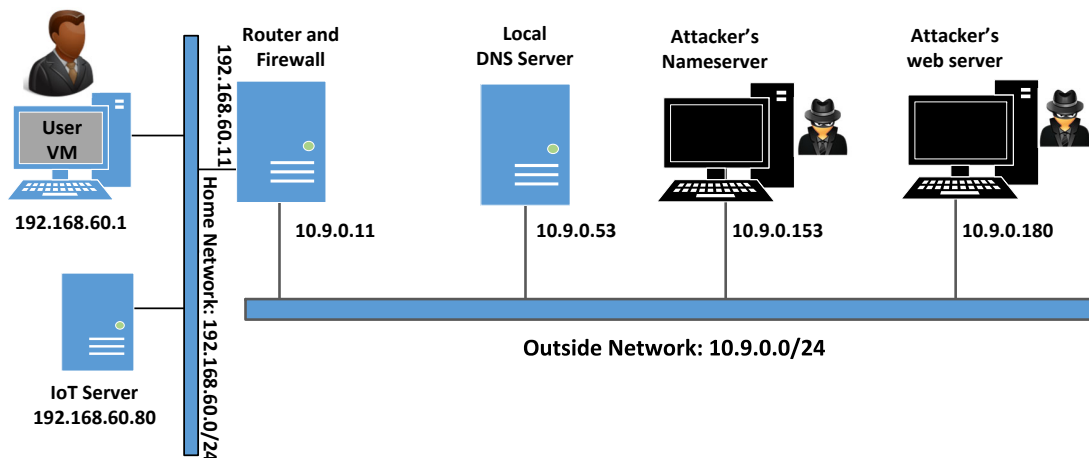 User
VM
192.168.60.1
IoT Server
192.168.60.80
192.168.60.11
Home Network: 192.168.60.0/24
Router and
Firewall
10.9.0.11
Local
DNS Server
10.9.0.53
Attacker's
Nameserver
10.9.0.153
Attacker's
web server
10.9.0.180
Outside Network: 10.9.0.0/24